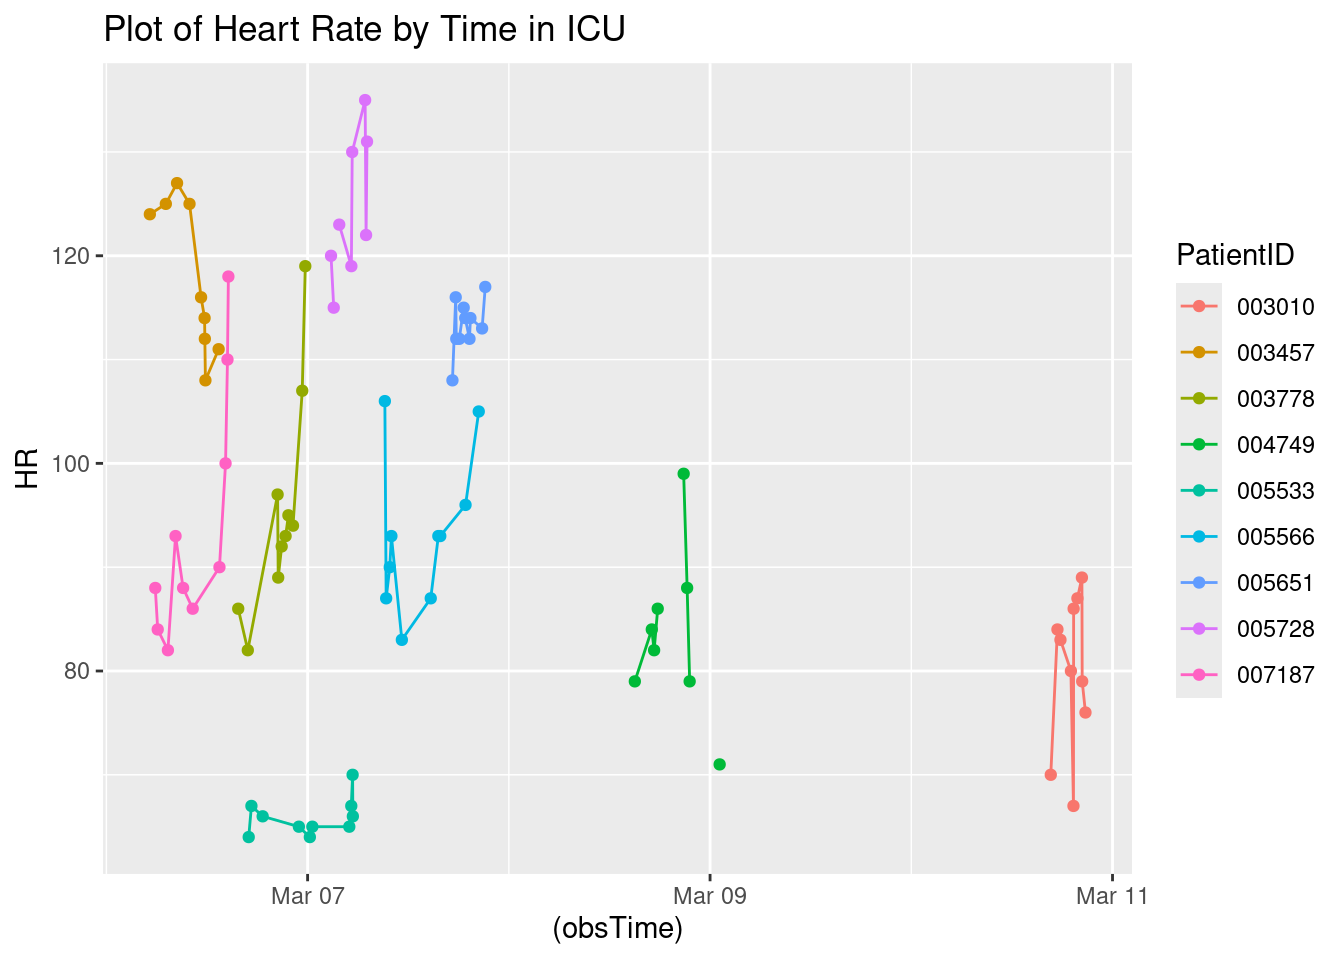 Plot of Heart Rate by Time in ICU
HR
120
100
80
Mar 07
Mar 09
Mar 11
(obsTime)
PatientID
003010
003457
003778
004749
005533
005566
005651
005728
007187